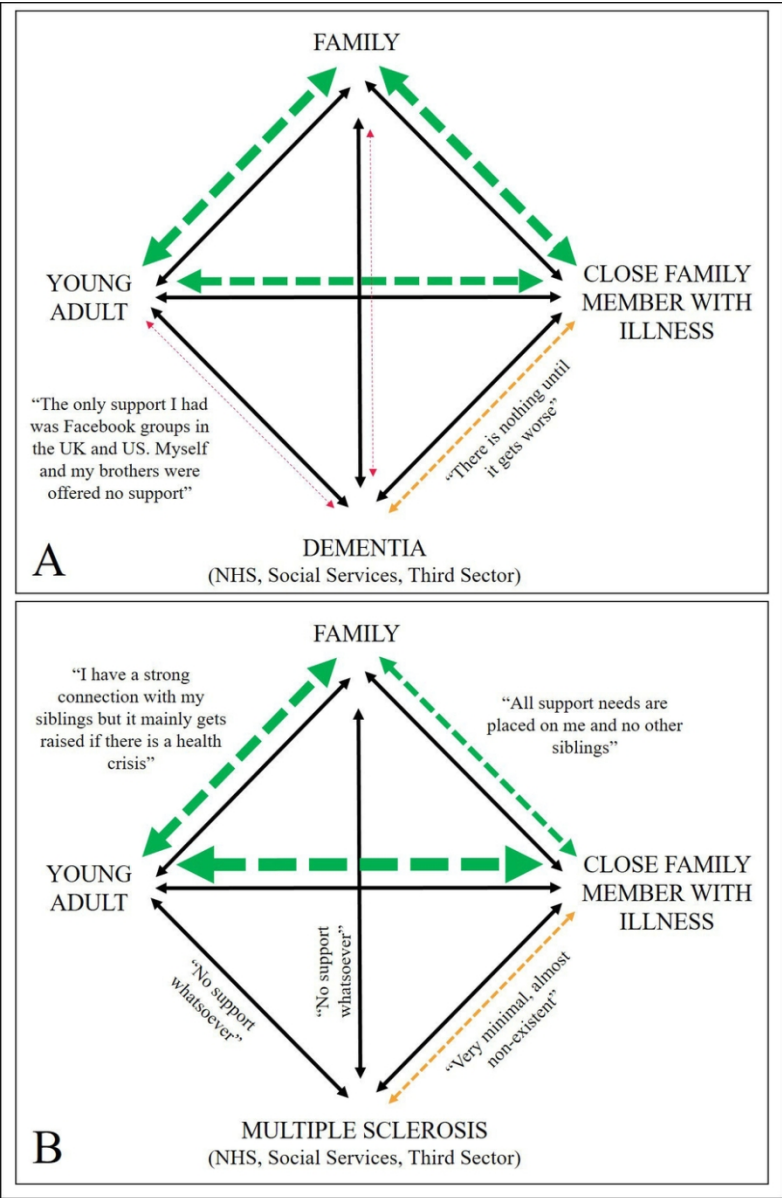 FAMILY
YOUNG
ADULT
CLOSE FAMILY
MEMBER WITH
ILLNESS
“The only support I had
was Facebook groups in
the UK and US. Myself
and my brothers were
offered no support”
“There is nothing until
it gets worse”
A
DEMENTIA
(NHS, Social Services, Third Sector)
FAMILY
“I have a strong
connection with my
siblings but it mainly gets
raised if there is a health
crisis”
“All support needs are
placed on me and no other
siblings”
YOUNG
ADULT
CLOSE FAMILY
MEMBER WITH
ILLNESS
“No support
whatsoever”
“No support
whatsoever”
“Very minimal, almost
non-existent”
B
MULTIPLE SCLEROSIS
(NHS, Social Services, Third Sector)